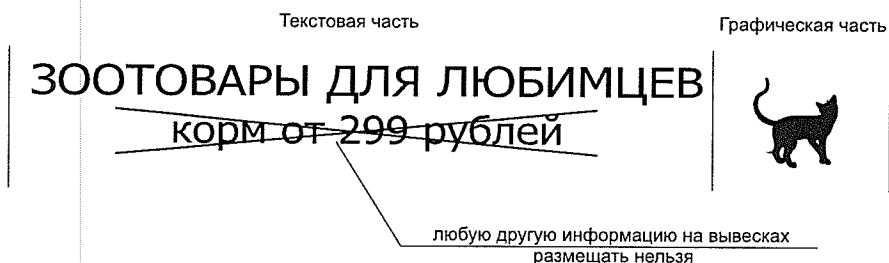 Текстовая часть
Графическая часть
ЗООТОВАРЫ ДЛЯ ЛЮБИМЦЕВ
корм от 299 рублей
любую другую информацию на вывесках
размещать нельзя